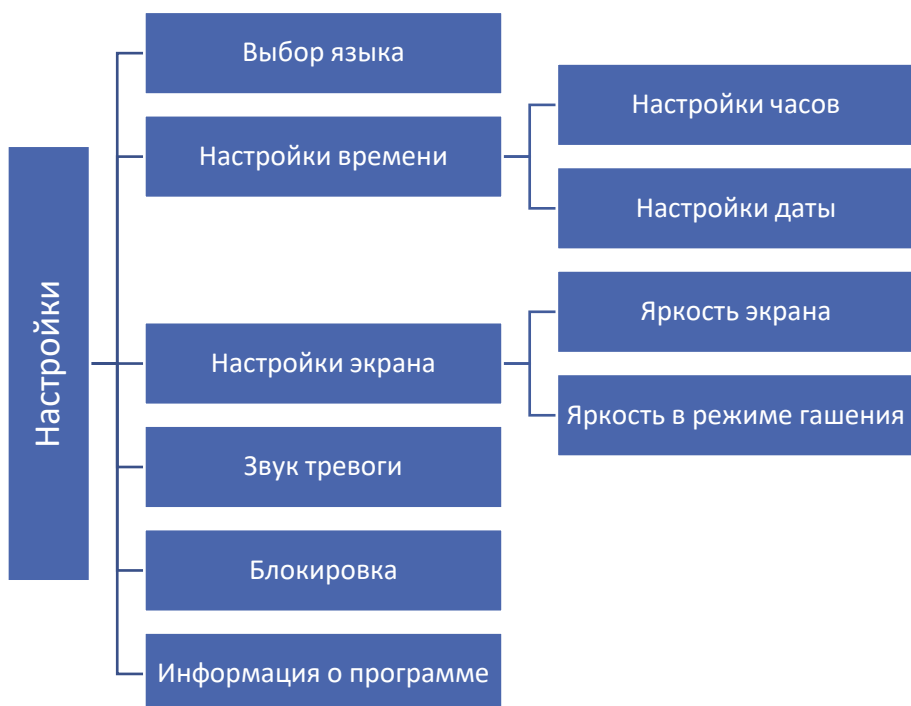 Настройки
Выбор языка
Настройки времени
Настройки часов
Настройки даты
Настройки экрана
Яркость экрана
Яркость в режиме гашения
Звук тревоги
Блокировка
Информация о программе